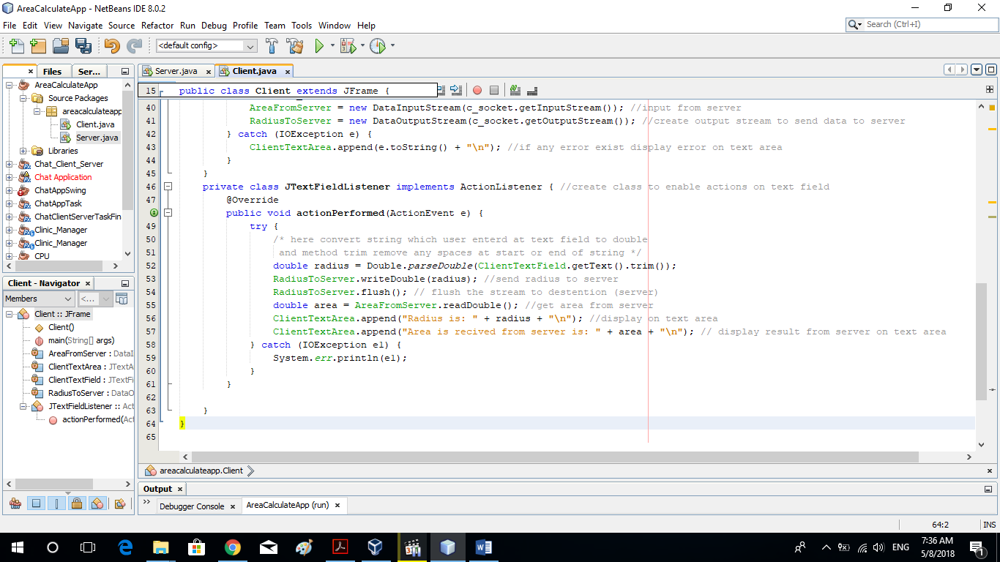 AreaCalculateApp - NetBeans IDE 8.0.2
File Edit View Navigate Source Refactor Run Debug Profile Team Tools Window Help
Search (Ctrl+I)
<default config>
Files Ser...
Server.java Client.java
AreaCalculateApp
Source Packages
areacalculateapp
Client.java
Server.java
Libraries
Chat_Client_Server
Chat Application
ChatAppSwing
ChatAppTask
ChatClientServerTaskFin
Clinic_Manager
Clinic_Manager
CPU
Client - Navigator
Members <...
Client :: JFrame
Client()
main(String[] args)
AreaFromServer : DataI
ClientTextArea : JTextA
ClientTextField : JTextFi
RadiusToServer : DataO
JTextFieldListener :: Act
actionPerformed(Act
15 public class Client extends JFrame {
40 AreaFromServer = new DataInputStream(c_socket.getInputStream()); //input from server
41 RadiusToServer = new DataOutputStream(c_socket.getOutputStream()); //create output stream to send data to server
42 } catch (IOException e) {
43 ClientTextArea.append(e.toString() + "\n"); //if any error exist display error on text area
44 }
45 }
46 private class JTextFieldListener implements ActionListener { //create class to enable actions on text field
47 @Override
public void actionPerformed(ActionEvent e) {
49 try {
50 /* here convert string which user enterd at text field to double
51 and method trim remove any spaces at start or end of string */
52 double radius = Double.parseDouble(ClientTextField.getText().trim());
53 RadiusToServer.writeDouble(radius); //send radius to server
54 RadiusToServer.flush(); // flush the stream to destention (server)
55 double area = AreaFromServer.readDouble(); //get area from server
56 ClientTextArea.append("Radius is: " + radius + "\n"); //display on text area
57 ClientTextArea.append("Area is recived from server is: " + area + "\n"); // display result from server on text area
58 } catch (IOException e1) {
59 System.err.println(e1);
60 }
61 }
62
63 }
64 }
65
areacalculateapp.Client
Output
Debugger Console AreaCalculateApp (run)
64:2 INS
ENG
7:36 AM
5/8/2018
1